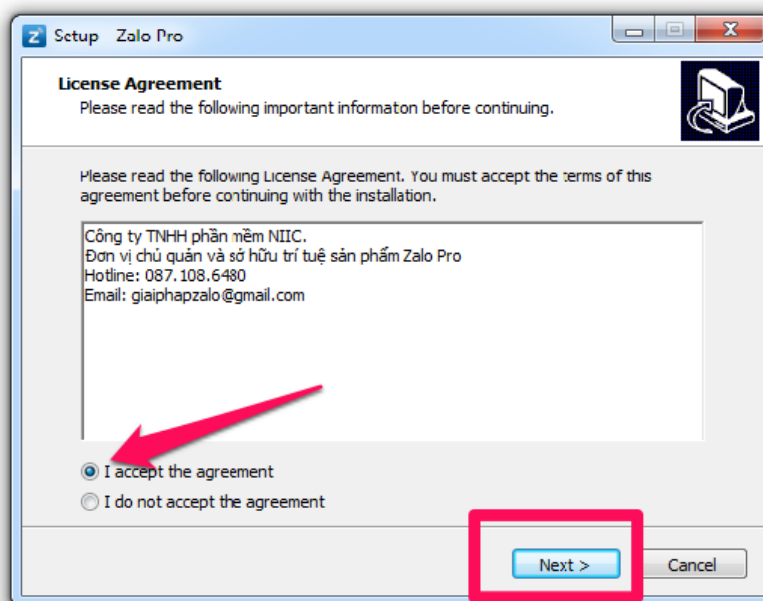 Setup Zalo Pro
License Agreement
Please read the following important informaton before continuing.
Please read the following License Agreement. You must accept the terms of this
agreement before continuing with the installation.
Công ty TNHH phần mềm NIIC.
Đơn vị chủ quản và sở hữu trí tuệ sản phẩm Zalo Pro
Hotline: 087.108.6480
Email: giaiphapzalo@gmail.com
I accept the agreement
I do not accept the agreement
Next >
Cancel